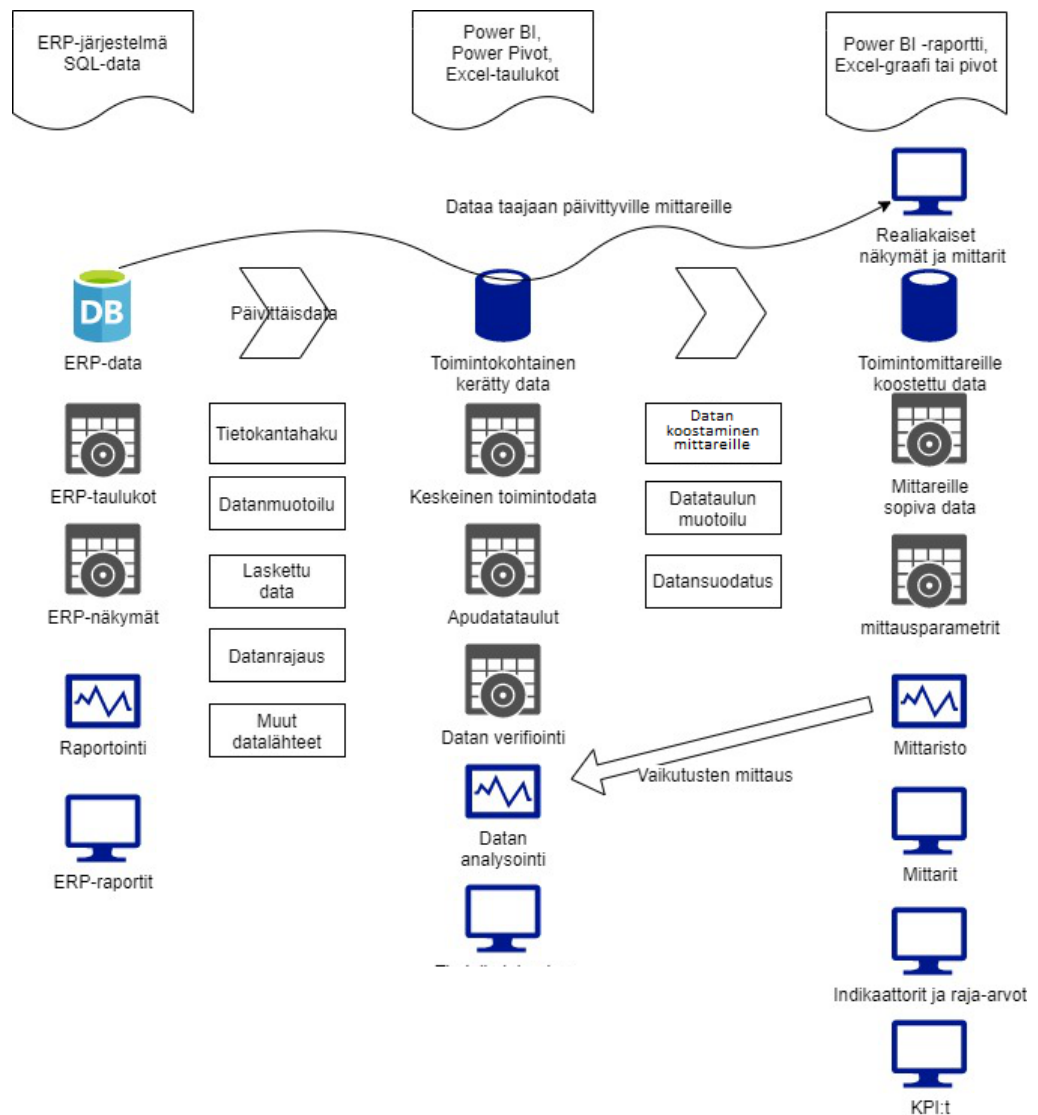 ERP-järjestelmä
SQL-data
Power BI,
Power Pivot,
Excel-taulukot
Power BI -raportti,
Excel-graafi tai pivot
Dataa taajaan päivittyville mittareille
Realiakaiset
näkymät ja mittarit
DB
ERP-data
Päivittäisdata
Toimintokohtainen
kerätty data
Toimintomittareille
koostettu data
ERP-taulukot
Tietokantahaku
Keskeinen toimintodata
Datan
koostaminen
mittareille
Mittareille
sopiva data
Datanmuotoilu
Datataulun
muotoilu
ERP-näkymät
Laskettu
data
Apudatataulut
Datansuodatus
mittausparametrit
Datanrajaus
Raportointi
Muut
datalähteet
Datan verifiointi
Mittaristo
Vaikutusten mittaus
Datan
analysointi
ERP-raportit
Mittarit
Indikaattorit ja raja-arvot
KPI:t